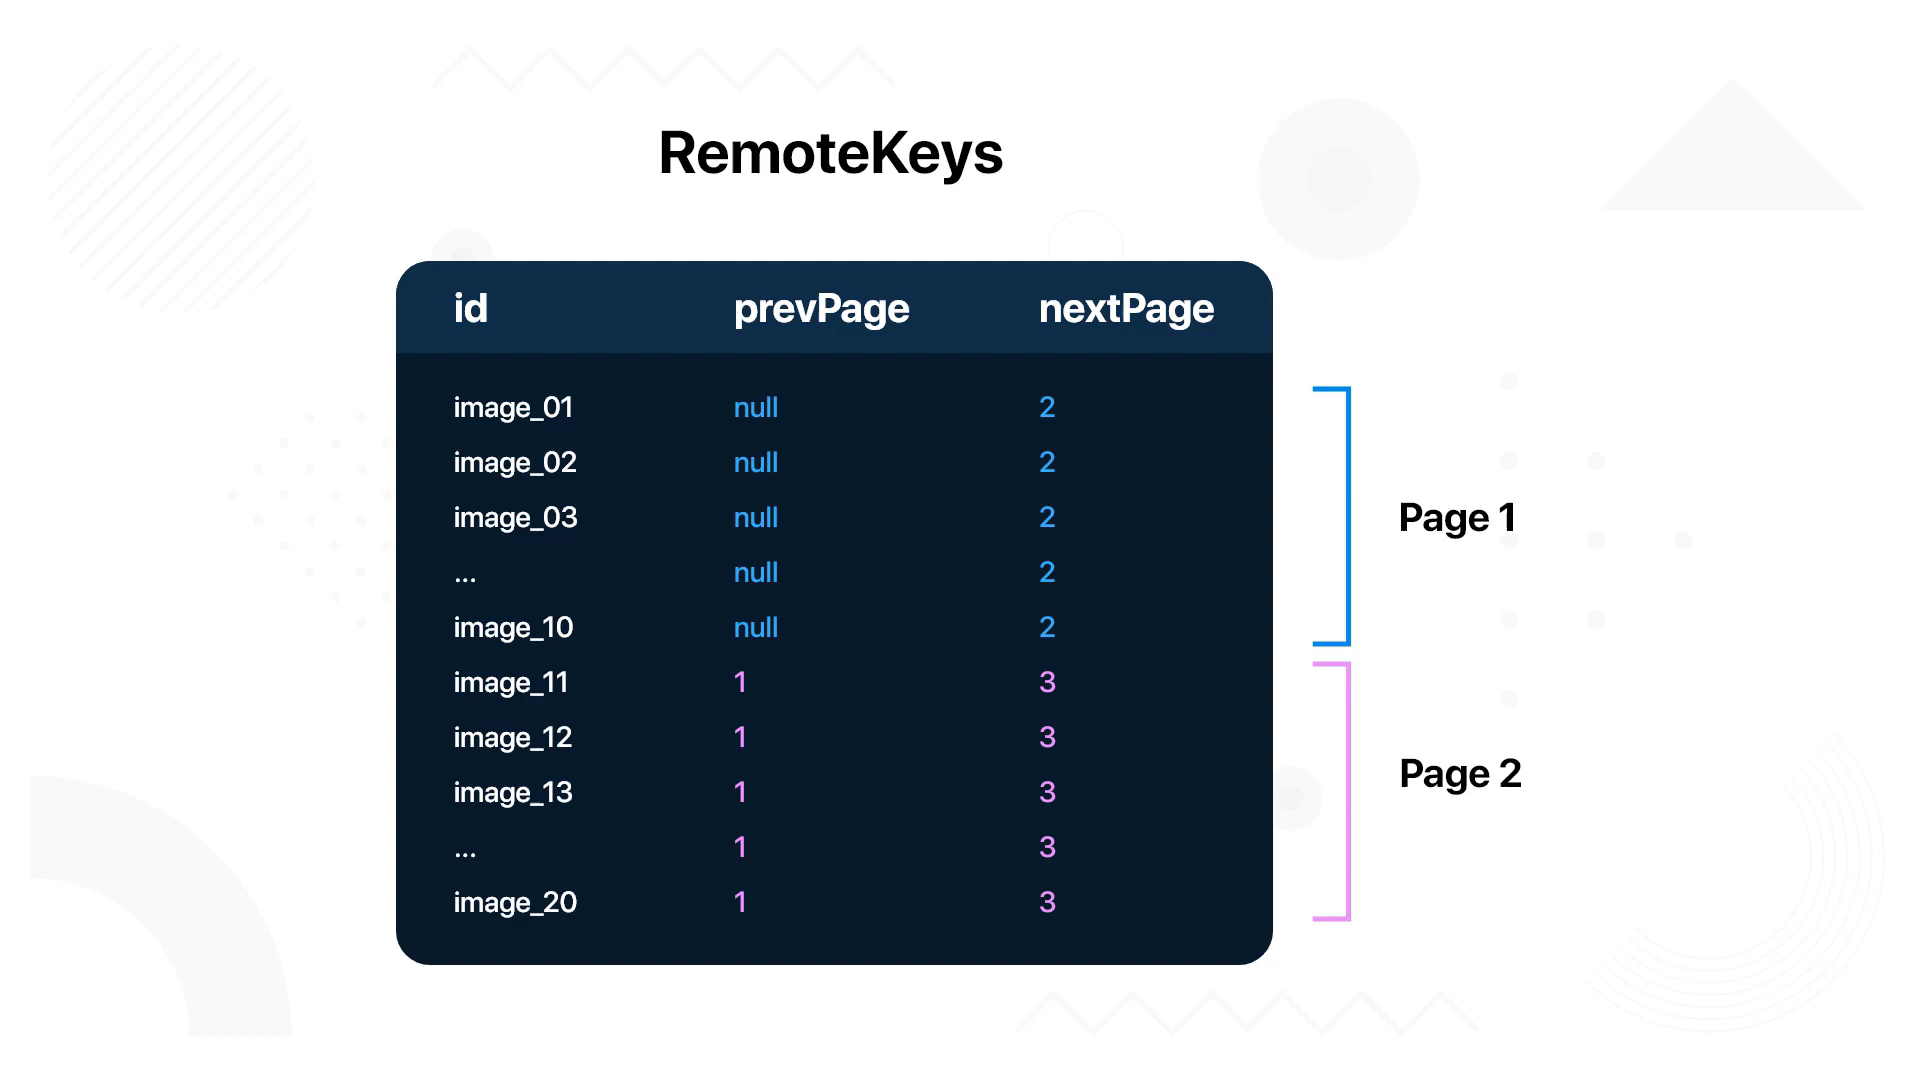 RemoteKeys
id prevPage nextPage
image_01 null 2
image_02 null 2
image_03 null 2
... null 2
image_10 null 2
Page 1
image_11 1 3
image_12 1 3
image_13 1 3
... 1 3
image_20 1 3
Page 2